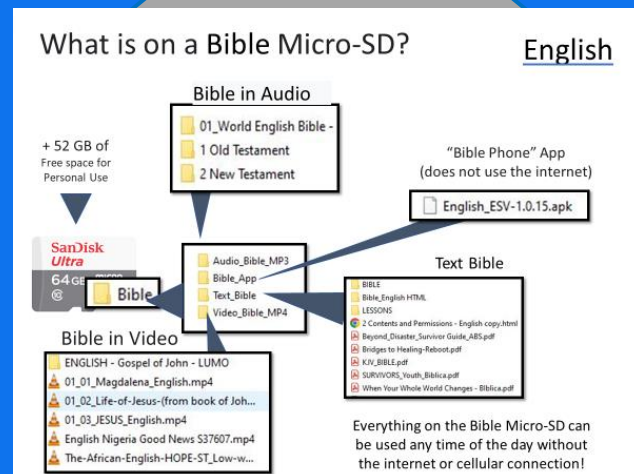 What is on a Bible Micro-SD?
English
Bible in Audio
01_World English Bible -
1 Old Testament
2 New Testament
+ 52 GB of
Free space for
Personal Use
“Bible Phone” App
(does not use the internet)
English_ESV-1.0.15.apk
SanDisk
Ultra
64GB
Bible
Audio_Bible_MP3
Bible_App
Text_Bible
Video_Bible_MP4
Text Bible
BIBLE
Bible_English HTML
LESSONS
2 Contents and Permissions - English copy.html
Beyond_Disaster_Survivor Guide_ABS.pdf
Bridges to Healing-Reboot.pdf
KJV_BIBLE.pdf
SURVIVORS_Youth_Biblica.pdf
When Your Whole World Changes - Biblica.pdf
Bible in Video
ENGLISH - Gospel of John - LUMO
01_01_Magdalena_English.mp4
01_02_Life-of-Jesus-(from book of Joh...
01_03_JESUS_English.mp4
English Nigeria Good News S37607.mp4
The-African-English-HOPE-ST_Low-w...
Everything on the Bible Micro-SD can
be used any time of the day without
the internet or cellular connection!